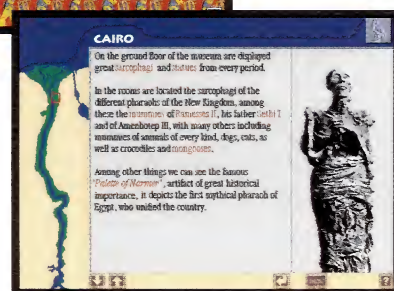 CAIRO
On the ground floor of the museum are displayed
great sarcophagi and statues from every period.
In the rooms are located the sarcophagi of the
different pharaohs of the New Kingdom, among
these the mummies of Ramesses II, his father Sethi I
and of Amenhotep III, with many others including
mummies of animals of every kind, dogs, cats, as
well as crocodiles and mongooses.
Among other things we can see the famous
"Palette of Narmer", artifact of great historical
importance, it depicts the first mythical pharaoh of
Egypt, who unified the country.
?